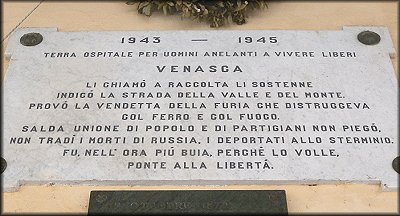 1943 — 1945
TERRA OSPITALE PER UOMINI ANELANTI A VIVERE LIBERI
VENASCA
LI CHIAMÒ A RACCOLTA LI SOSTENNE
INDICÒ LA STRADA DELLA VALLE E DEL MONTE.
PROVÒ LA VENDETTA DELLA FURIA CHE DISTRUGGEVA
COL FERRO E COL FUOCO.
SALDA UNIONE DI POPOLO E DI PARTIGIANI NON PIEGÒ,
NON TRADÌ I MORTI DI RUSSIA, I DEPORTATI ALLO STERMINIO.
FU, NELL'ORA PIÙ BUIA, PERCHÈ LO VOLLE,
PONTE ALLA LIBERTÀ.